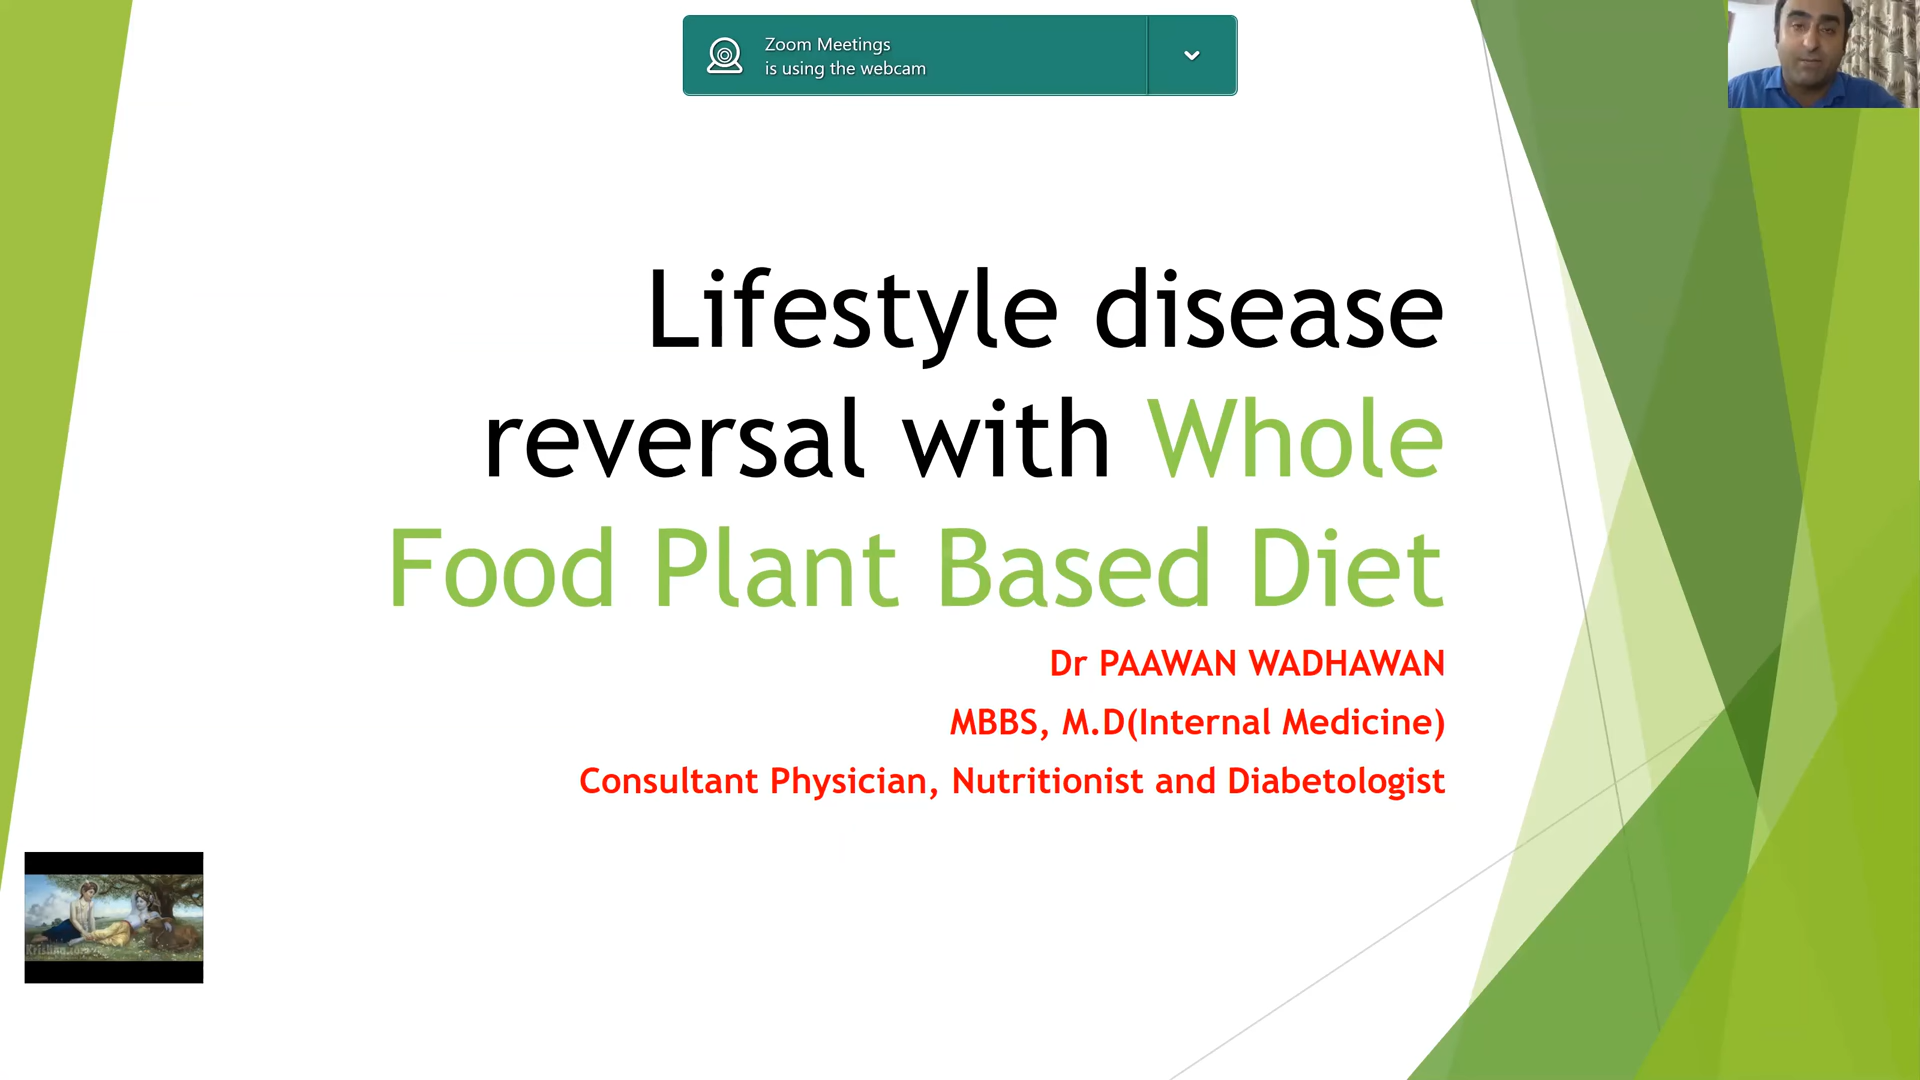 Zoom Meetings
is using the webcam
Lifestyle disease
reversal with Whole
Food Plant Based Diet
Dr PAAWAN WADHAWAN
MBBS, M.D(Internal Medicine)
Consultant Physician, Nutritionist and Diabetologist